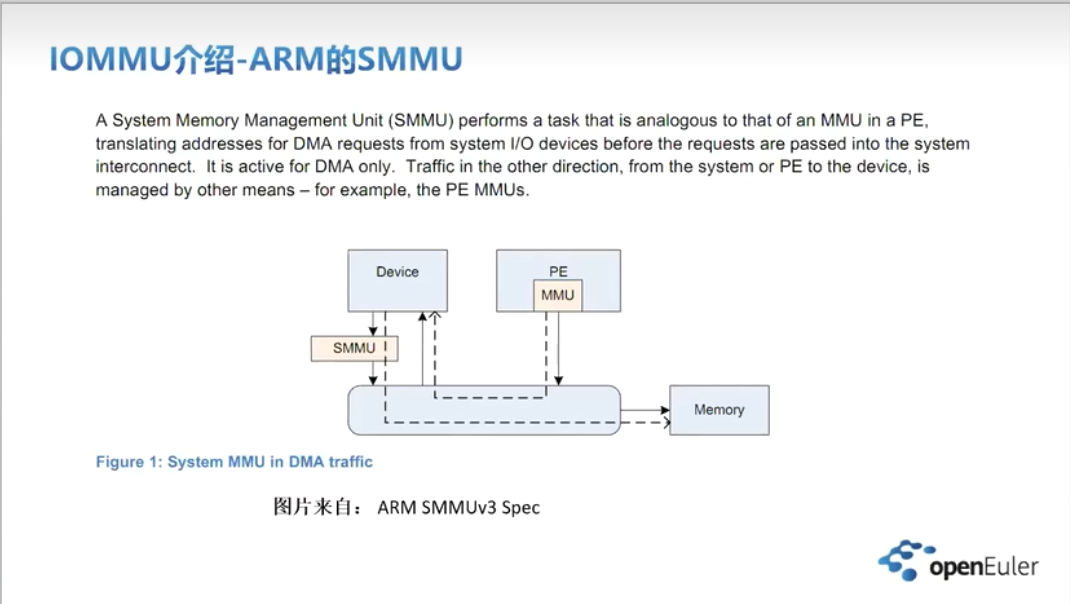 IOMMU介绍-ARM的SMMU
A System Memory Management Unit (SMMU) performs a task that is analogous to that of an MMU in a PE,
translating addresses for DMA requests from system I/O devices before the requests are passed into the system
interconnect.  It is active for DMA only.  Traffic in the other direction, from the system or PE to the device, is
managed by other means – for example, the PE MMUs.
Device
PE
MMU
SMMU
Memory
Figure 1: System MMU in DMA traffic
图片来自： ARM SMMUv3 Spec
openEuler